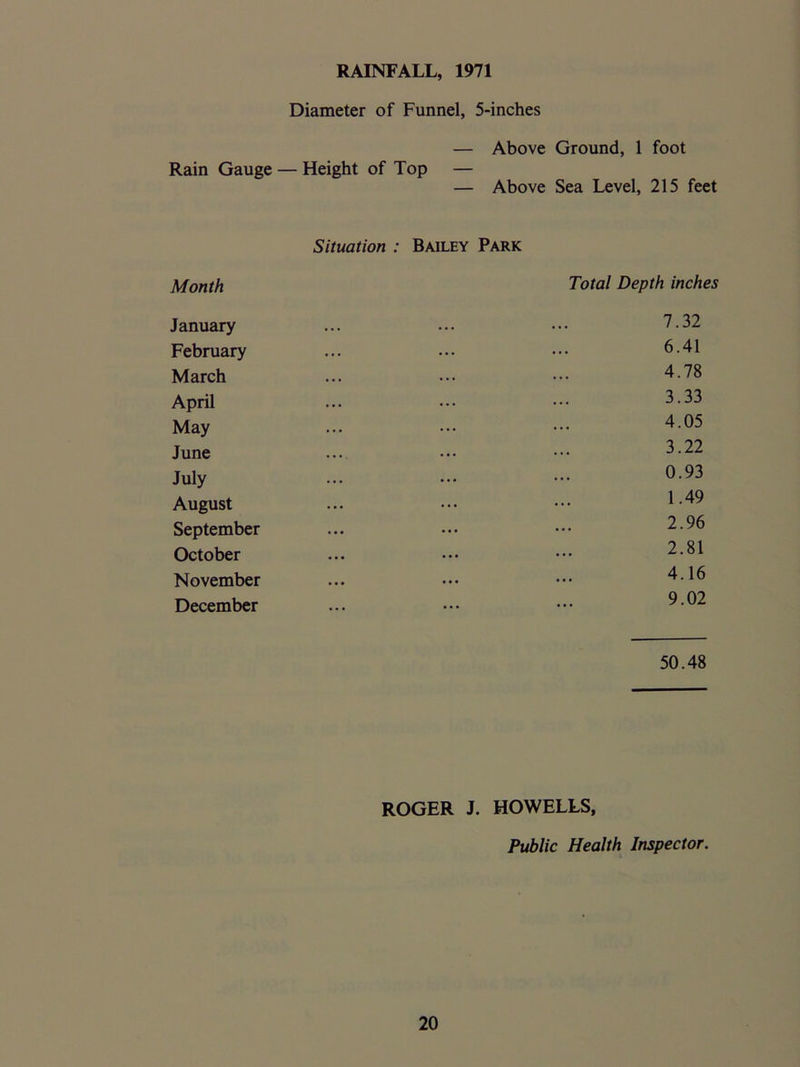 RAINFALL, 1971
Diameter of Funnel, 5-inches
— Above Ground, 1 foot
Rain Gauge — Height of Top —
— Above Sea Level, 215 feet
Situation : BAILEY PARK
Month Total Depth inches
January ... ... ... 7.32
February ... ... ... 6.41
March ... ... ... 4.78
April ... ... ... 3.33
May ... ... ... 4.05
June ... ... ... 3.22
July ... ... ... 0.93
August ... ... ... 1.49
September ... ... ... 2.96
October ... ... ... 2.81
November ... ... ... 4.16
December ... ... ... 9.02
50.48
ROGER J. HOWELLS,
Public Health Inspector.
20